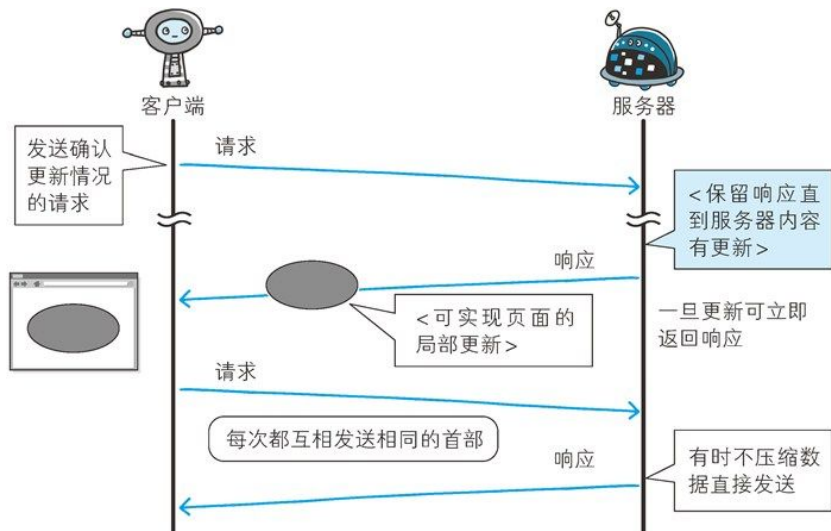 客户端
服务器
发送确认
更新情况
的请求
请求
<保留响应直
到服务器内容
有更新>
响应
<可实现页面的
局部更新>
一旦更新可立即
返回响应
请求
每次都互相发送相同的首部
响应
有时不压缩数
据直接发送